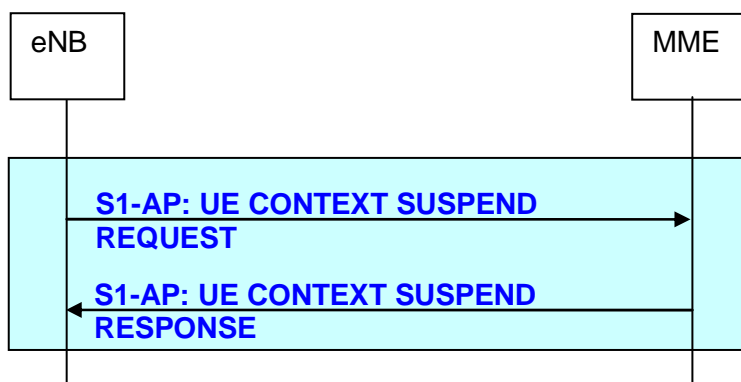 eNB
MME
S1-AP: UE CONTEXT SUSPEND
REQUEST
S1-AP: UE CONTEXT SUSPEND
RESPONSE